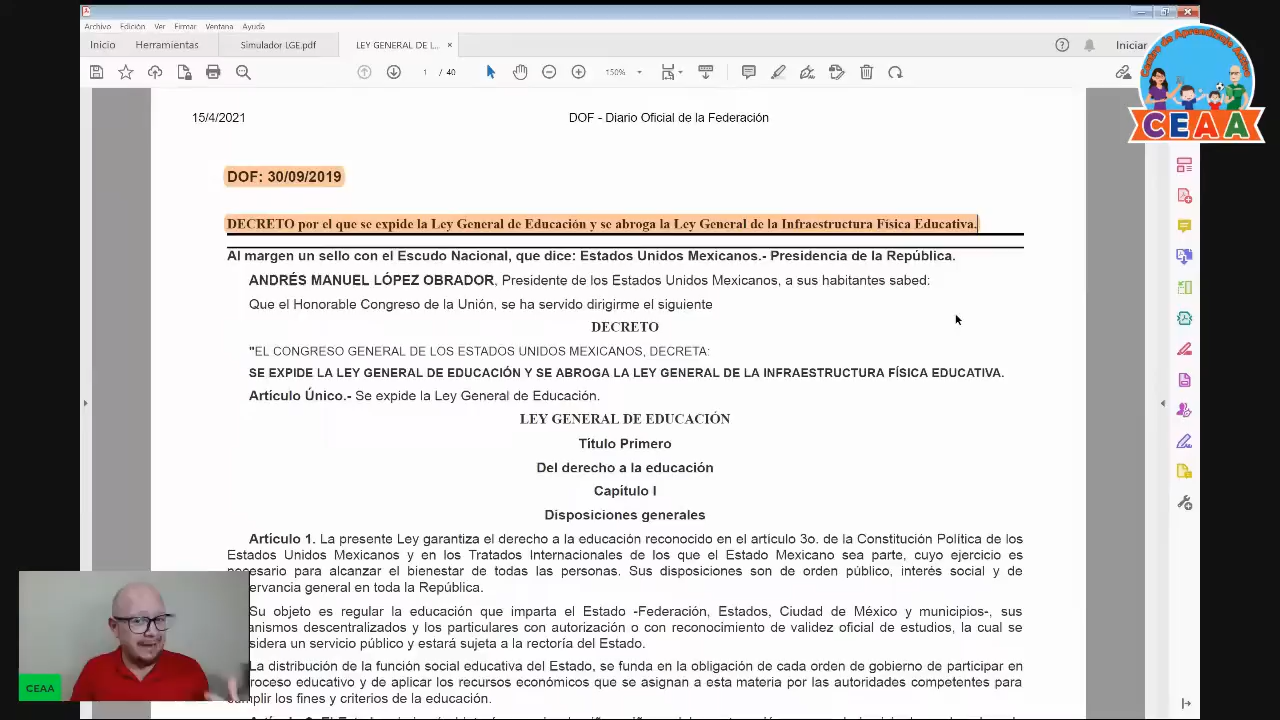 Archivo Edición Ver Firmar Ventana Ayuda
Inicio Herramientas Simulador LGE.pdf LEY GENERAL DE L... × Iniciar
1 / 40 150%
Centro de Aprendizaje Activo
CEAA
15/4/2021 DOF - Diario Oficial de la Federación
DOF: 30/09/2019
DECRETO por el que se expide la Ley General de Educación y se abroga la Ley General de la Infraestructura Física Educativa.
Al margen un sello con el Escudo Nacional, que dice: Estados Unidos Mexicanos.- Presidencia de la República.
ANDRÉS MANUEL LÓPEZ OBRADOR, Presidente de los Estados Unidos Mexicanos, a sus habitantes sabed:
Que el Honorable Congreso de la Unión, se ha servido dirigirme el siguiente
DECRETO
"EL CONGRESO GENERAL DE LOS ESTADOS UNIDOS MEXICANOS, DECRETA:
SE EXPIDE LA LEY GENERAL DE EDUCACIÓN Y SE ABROGA LA LEY GENERAL DE LA INFRAESTRUCTURA FÍSICA EDUCATIVA.
Artículo Único.- Se expide la Ley General de Educación.
LEY GENERAL DE EDUCACIÓN
Título Primero
Del derecho a la educación
Capítulo I
Disposiciones generales
Artículo 1. La presente Ley garantiza el derecho a la educación reconocido en el artículo 3o. de la Constitución Política de los
Estados Unidos Mexicanos y en los Tratados Internacionales de los que el Estado Mexicano sea parte, cuyo ejercicio es
necesario para alcanzar el bienestar de todas las personas. Sus disposiciones son de orden público, interés social y de
servancia general en toda la República.
Su objeto es regular la educación que imparta el Estado -Federación, Estados, Ciudad de México y municipios-, sus
anismos descentralizados y los particulares con autorización o con reconocimiento de validez oficial de estudios, la cual se
sidera un servicio público y estará sujeta a la rectoría del Estado.
La distribución de la función social educativa del Estado, se funda en la obligación de cada orden de gobierno de participar en
proceso educativo y de aplicar los recursos económicos que se asignan a esta materia por las autoridades competentes para
mplir los fines y criterios de la educación.
CEAA